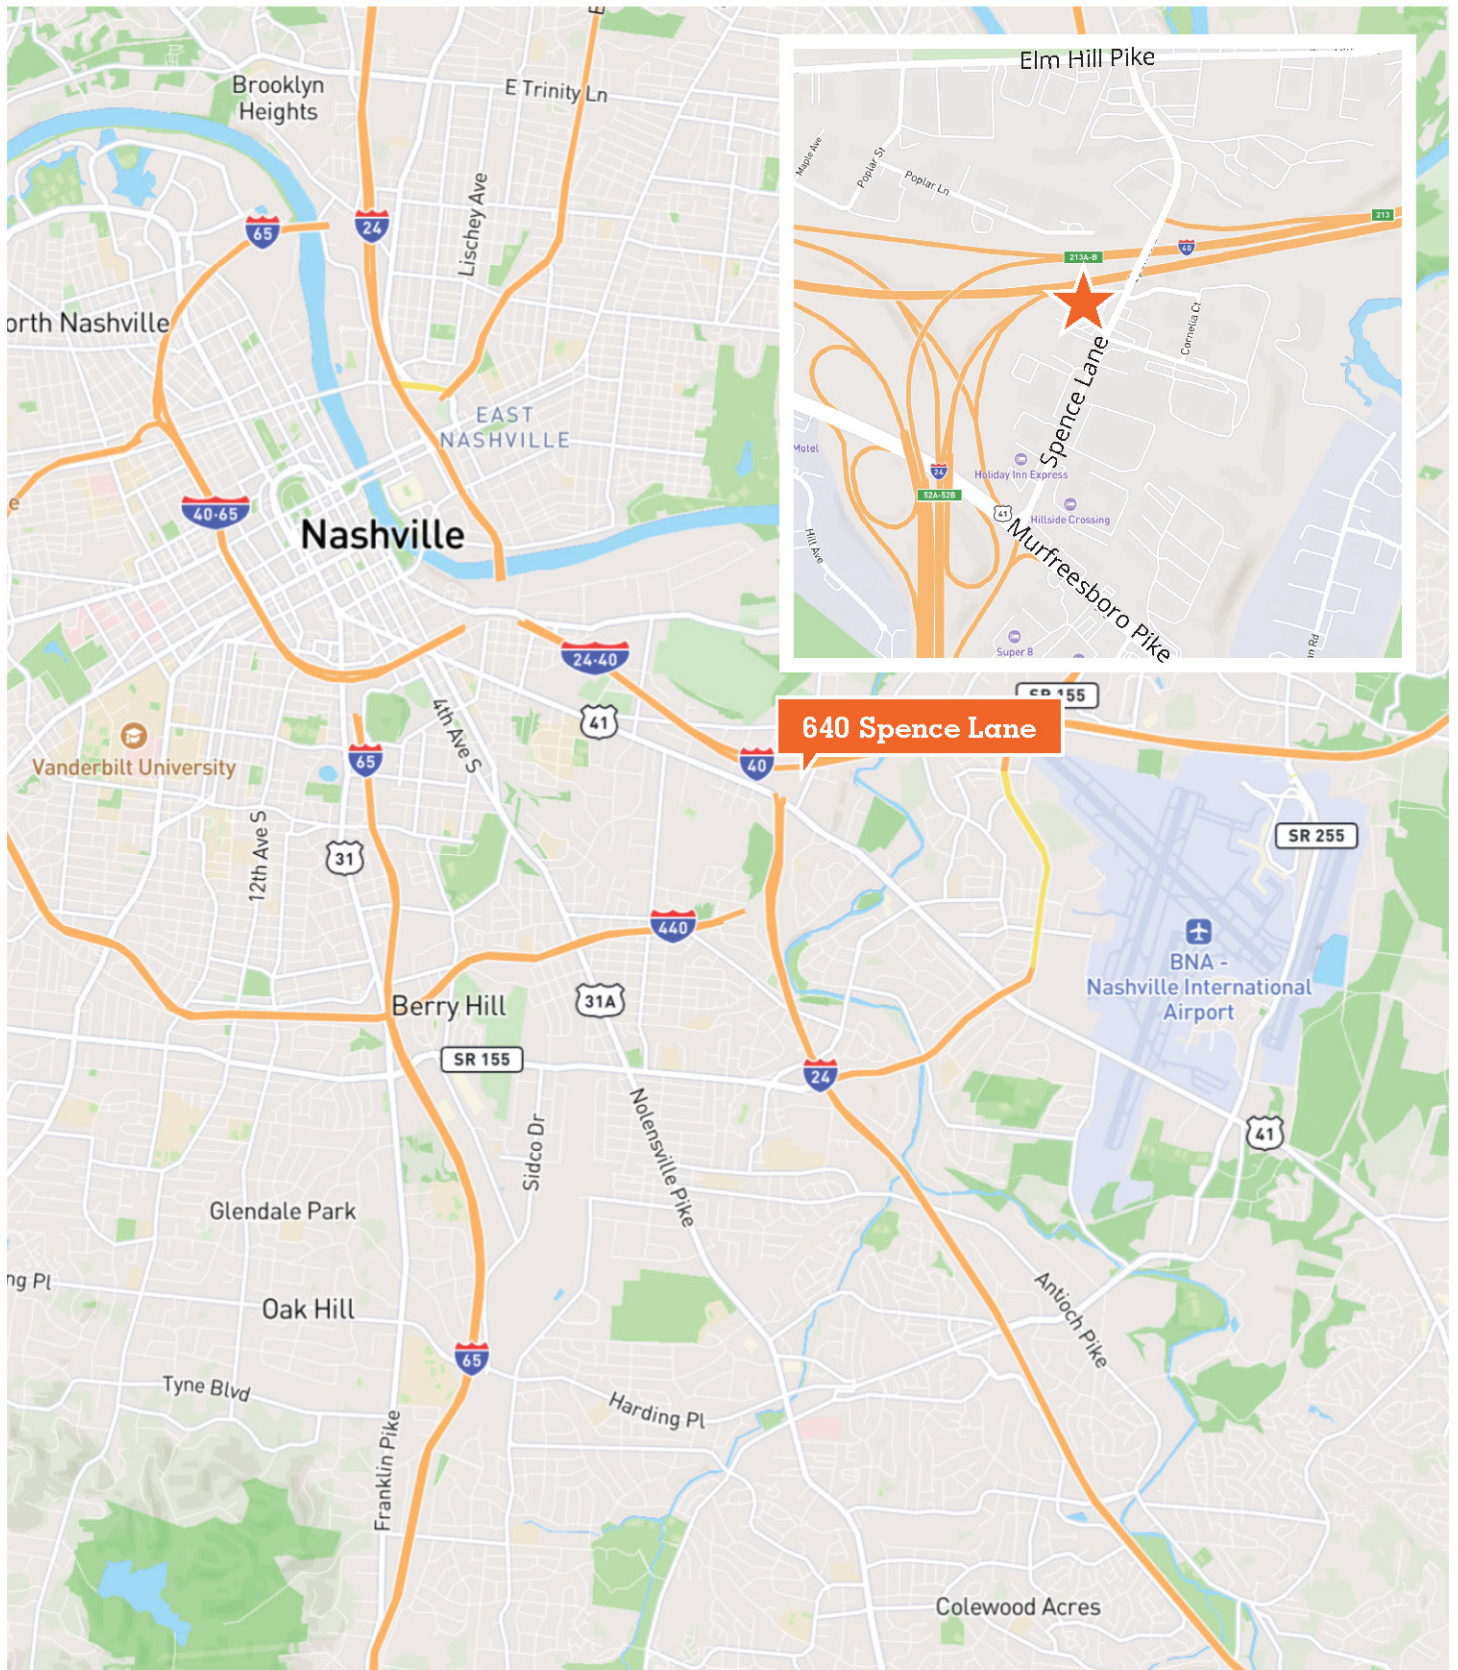 Brooklyn
Heights
E Trinity Ln
Lischey Ave
65
24
orth Nashville
EAST
NASHVILLE
40-65
Nashville
24-40
41
4th Ave S
Vanderbilt University
65
40
640 Spence Lane
SR 155
SR 255
12th Ave S
31
440
BNA -
Nashville International
Airport
Berry Hill
31A
SR 155
24
41
Sidco Dr
Nolensville Pike
Glendale Park
ng Pl
Oak Hill
Antioch Pike
65
Tyne Blvd
Harding Pl
Franklin Pike
Colewood Acres
Elm Hill Pike
Maple Ave
Poplar St
Poplar Ln
213
40
213A-B
Cornelia Ct
Spence Lane
Motel
24
Holiday Inn Express
52A-52B
41
Hillside Crossing
Hill Ave
Murfreesboro Pike
Super 8
an Rd